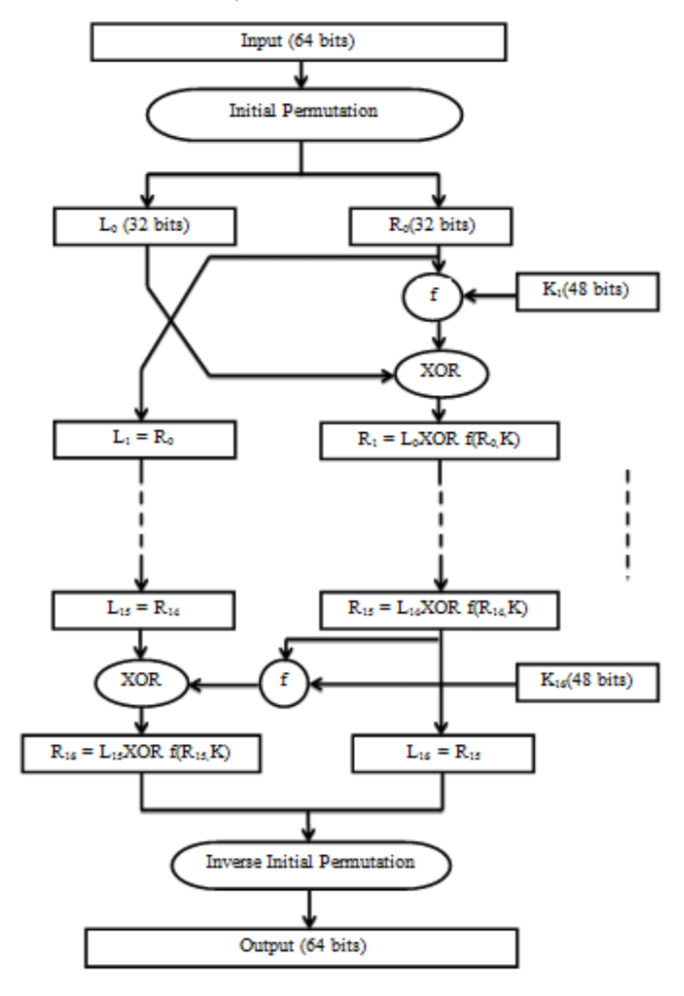 Input (64 bits)
Initial Permutation
L₀ (32 bits)
R₀(32 bits)
f
K₁(48 bits)
XOR
L₁ = R₀
R₁ = L₀XOR f(R₀,K)
L₁₅ = R₁₄
R₁₅ = L₁₄XOR f(R₁₄,K)
XOR
f
K₁₆(48 bits)
R₁₆ = L₁₅XOR f(R₁₅,K)
L₁₆ = R₁₅
Inverse Initial Permutation
Output (64 bits)